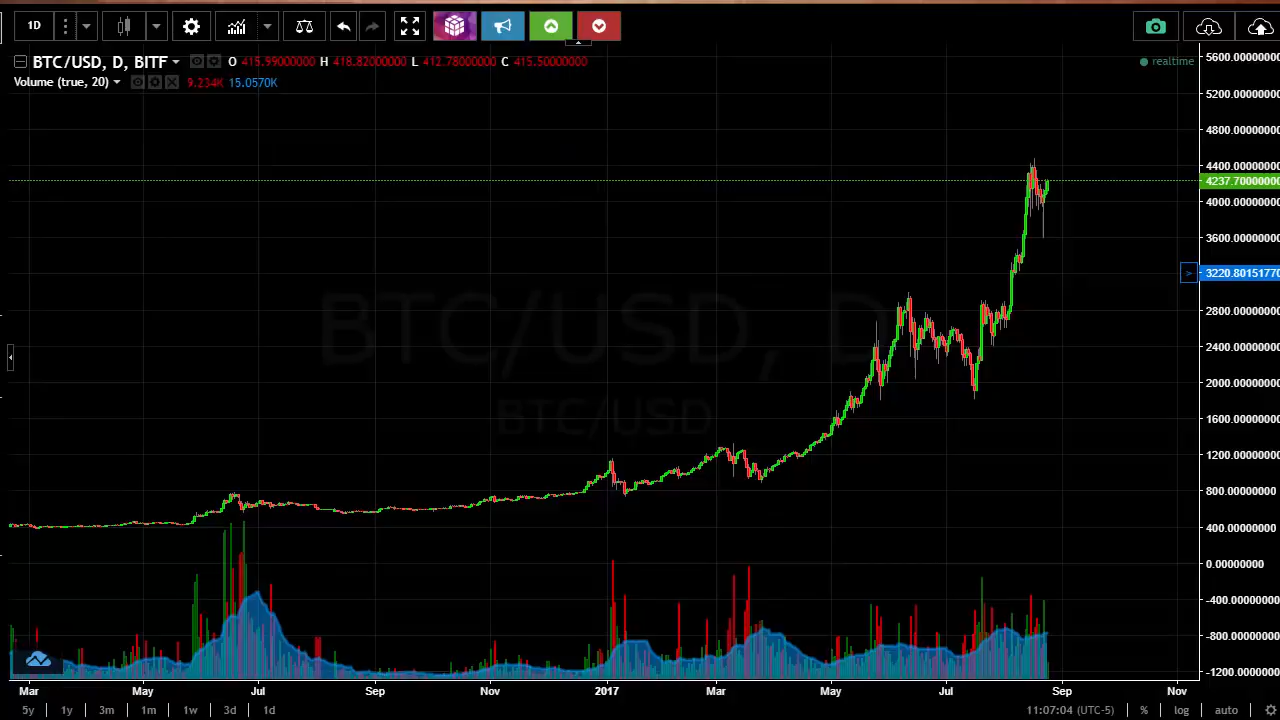 1D
BTC/USD, D, BITF O 415.99000000 H 418.82000000 L 412.78000000 C 415.50000000
realtime
Volume (true, 20) 9.234K 15.0570K
5600.00000000
5200.00000000
4800.00000000
4400.00000000
4237.70000000
4000.00000000
3600.00000000
3220.80151770
2800.00000000
2400.00000000
2000.00000000
1600.00000000
1200.00000000
800.00000000
400.00000000
0.00000000
-400.00000000
-800.00000000
-1200.00000000
BTC/USD, D
BTC/USD
Mar May Jul Sep Nov 2017 Mar May Jul Sep Nov
5y 1y 3m 1m 1w 3d 1d 11:07:04 (UTC-5) % log auto